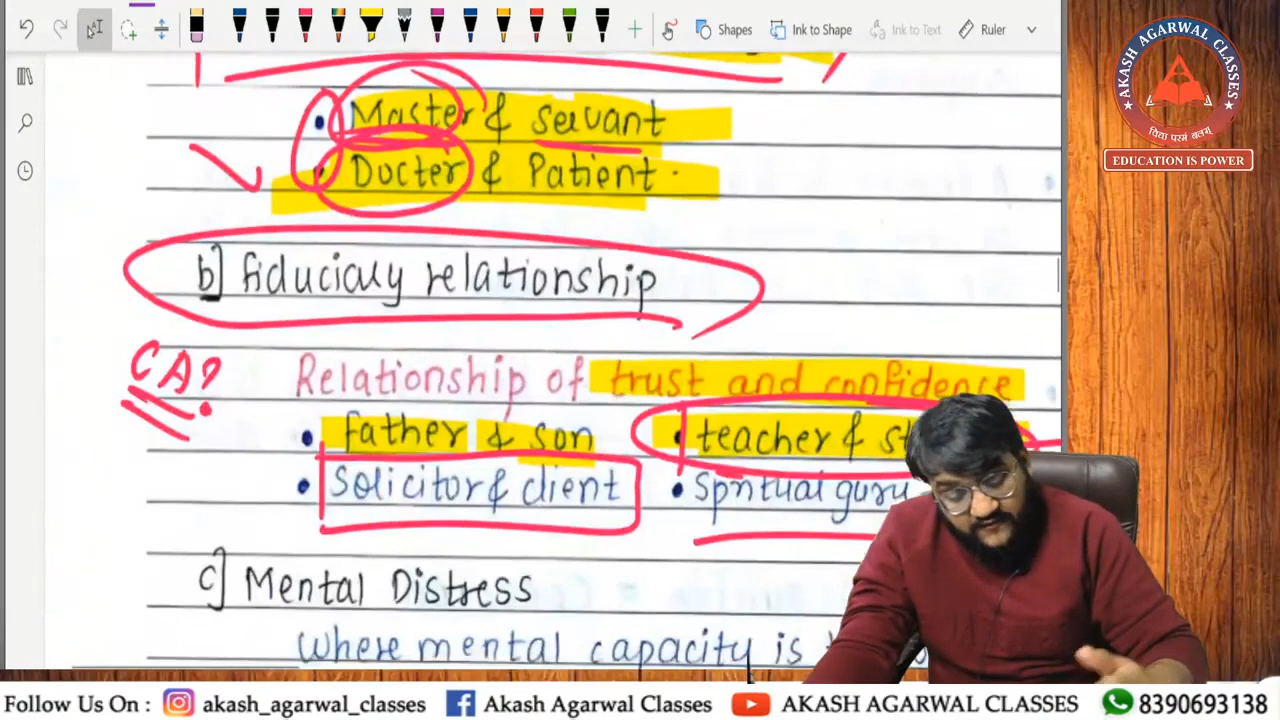 Shapes Ink to Shape Ink to Text Ruler
AKASH AGARWAL CLASSES
विद्या परमं बलम्
EDUCATION IS POWER
• Master & servant
• Docter & Patient.
b] fiduciary relationship
CA?
Relationship of trust and confidence
• father & son • teacher &
• Solicitor & client • Spritual guru
c] Mental Distress
Where mental capacity is
Follow Us On : akash_agarwal_classes Akash Agarwal Classes AKASH AGARWAL CLASSES 8390693138